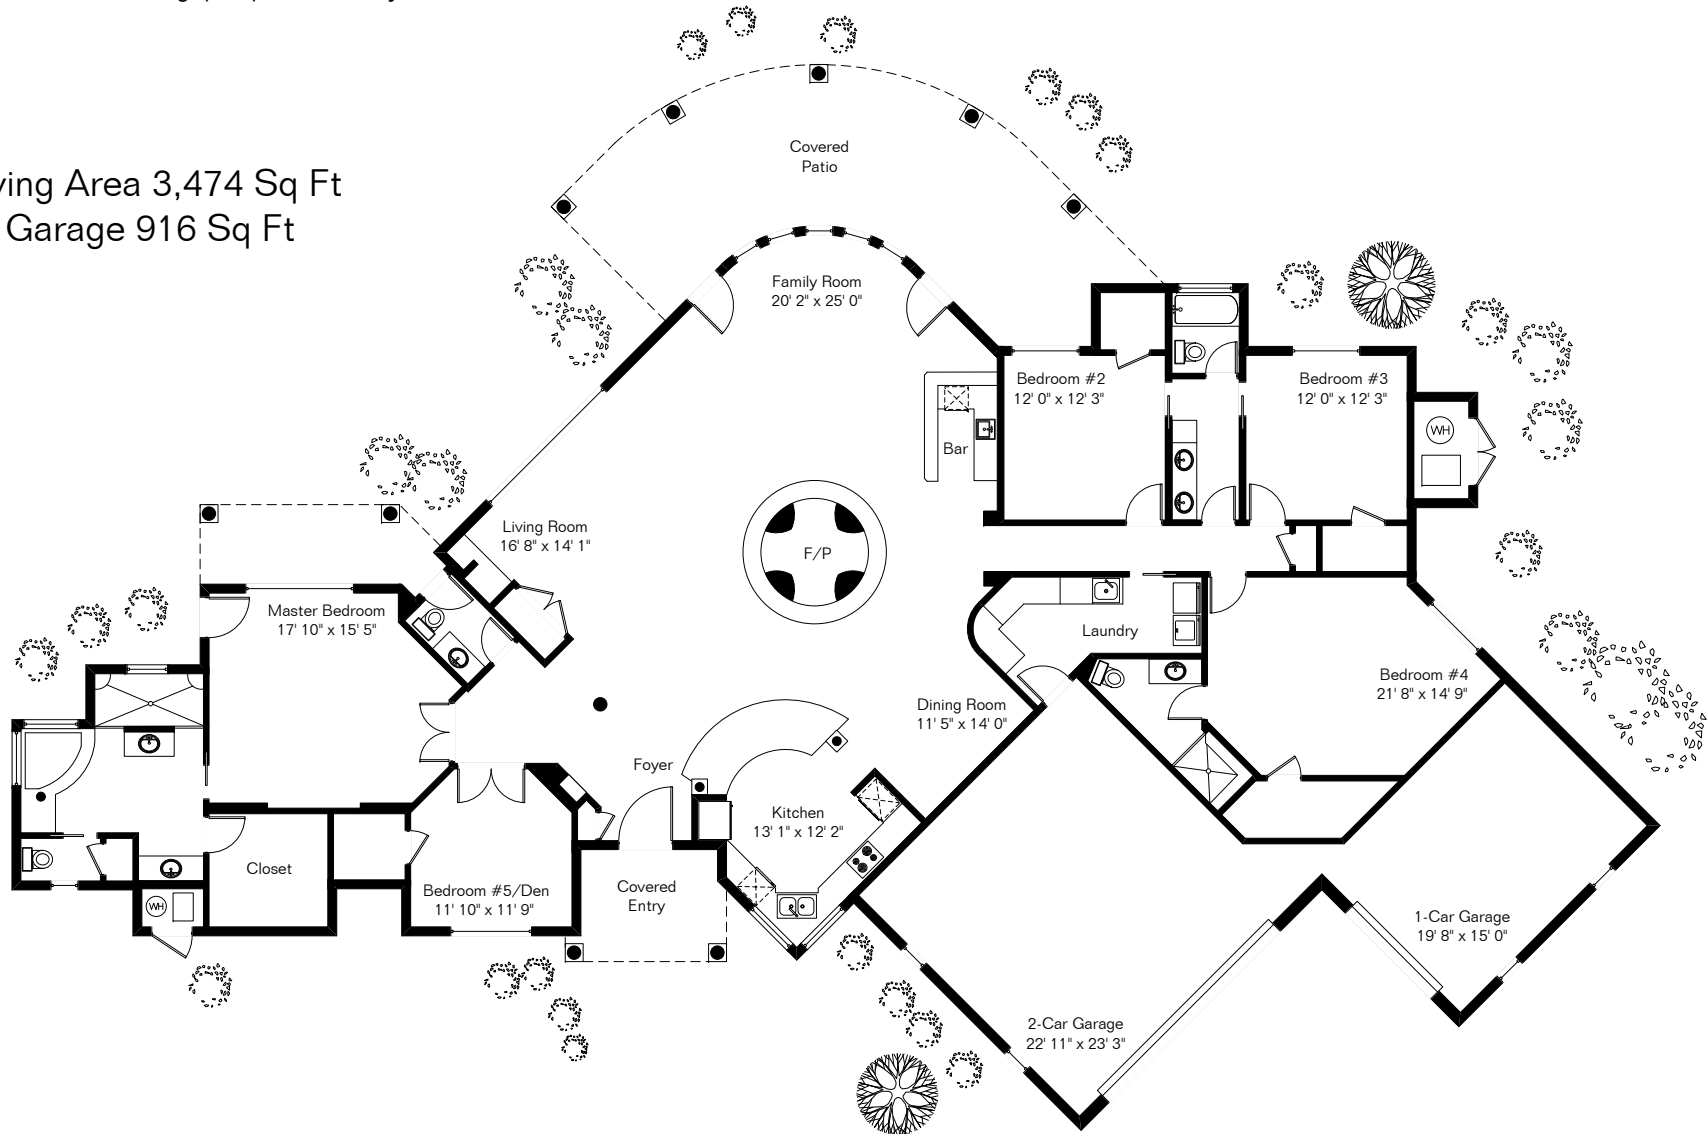 ving Area 3,474 Sq Ft
Garage 916 Sq Ft
Covered
Patio
Family Room
20' 2" x 25' 0"
Bedroom #2
12' 0" x 12' 3"
Bedroom #3
12' 0" x 12' 3"
WH
Bar
Living Room
16' 8" x 14' 1"
F/P
Master Bedroom
17' 10" x 15' 5"
Laundry
Bedroom #4
21' 8" x 14' 9"
Dining Room
11' 5" x 14' 0"
Foyer
Kitchen
13' 1" x 12' 2"
Closet
Bedroom #5/Den
11' 10" x 11' 9"
Covered
Entry
WH
1-Car Garage
19' 8" x 15' 0"
2-Car Garage
22' 11" x 23' 3"